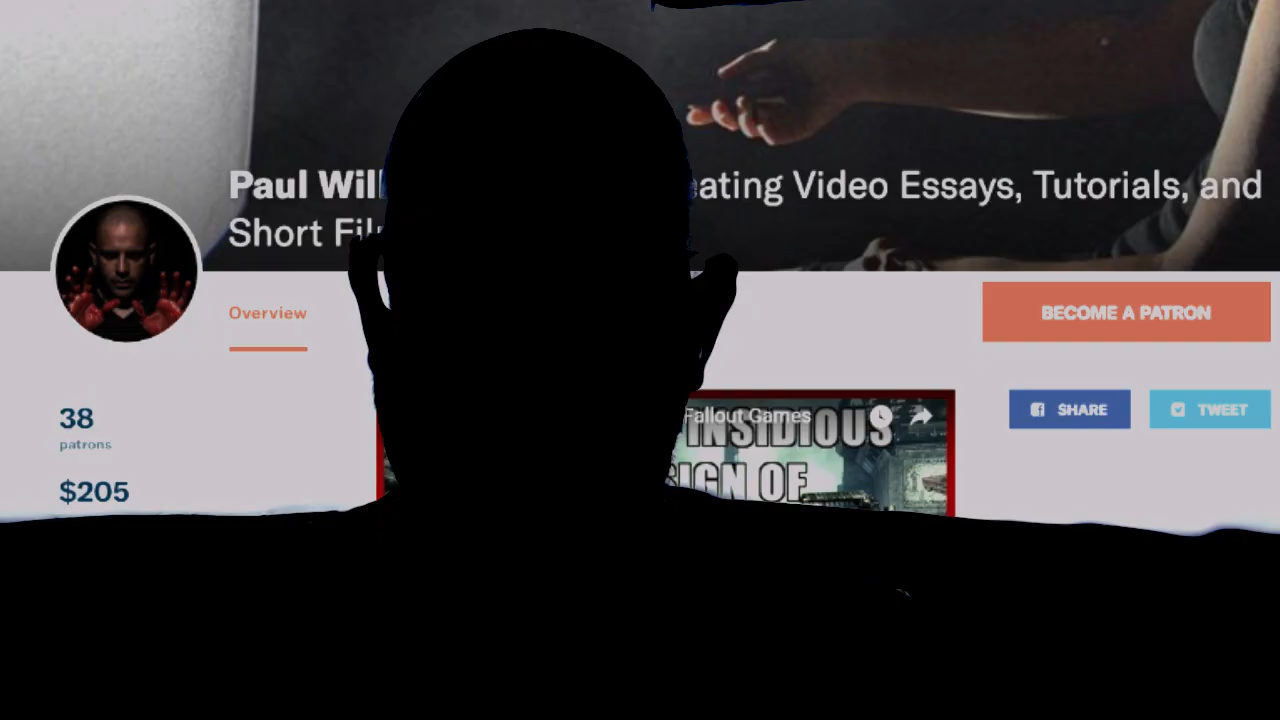 Paul Will eating Video Essays, Tutorials, and
Short Fil
Overview
BECOME A PATRON
SHARE
TWEET
38
patrons
$205
Fallout Games
INSIDIOUS
SIGN OF